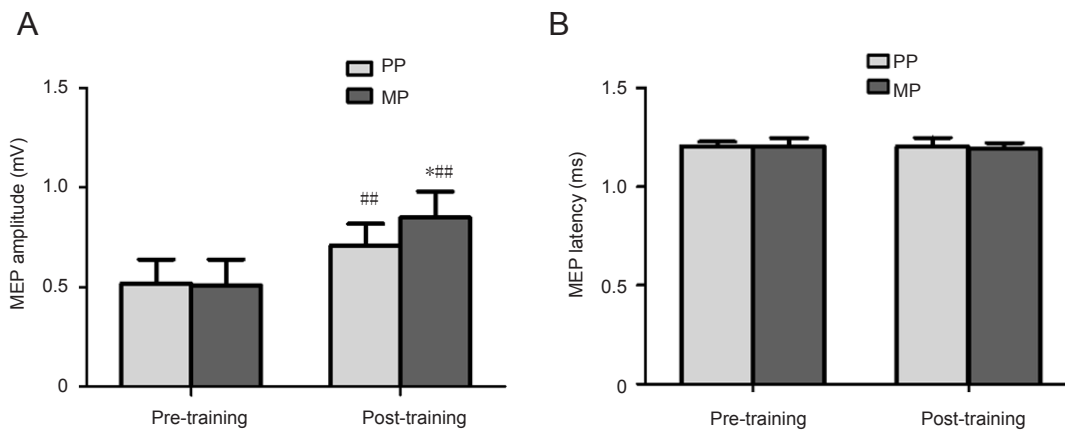 A
PP
MP
MEP amplitude (mV)
1.5
1.0
0.5
0
##
*##
Pre-training
Post-training
B
PP
MP
MEP latency (ms)
1.5
1.0
0.5
0
Pre-training
Post-training